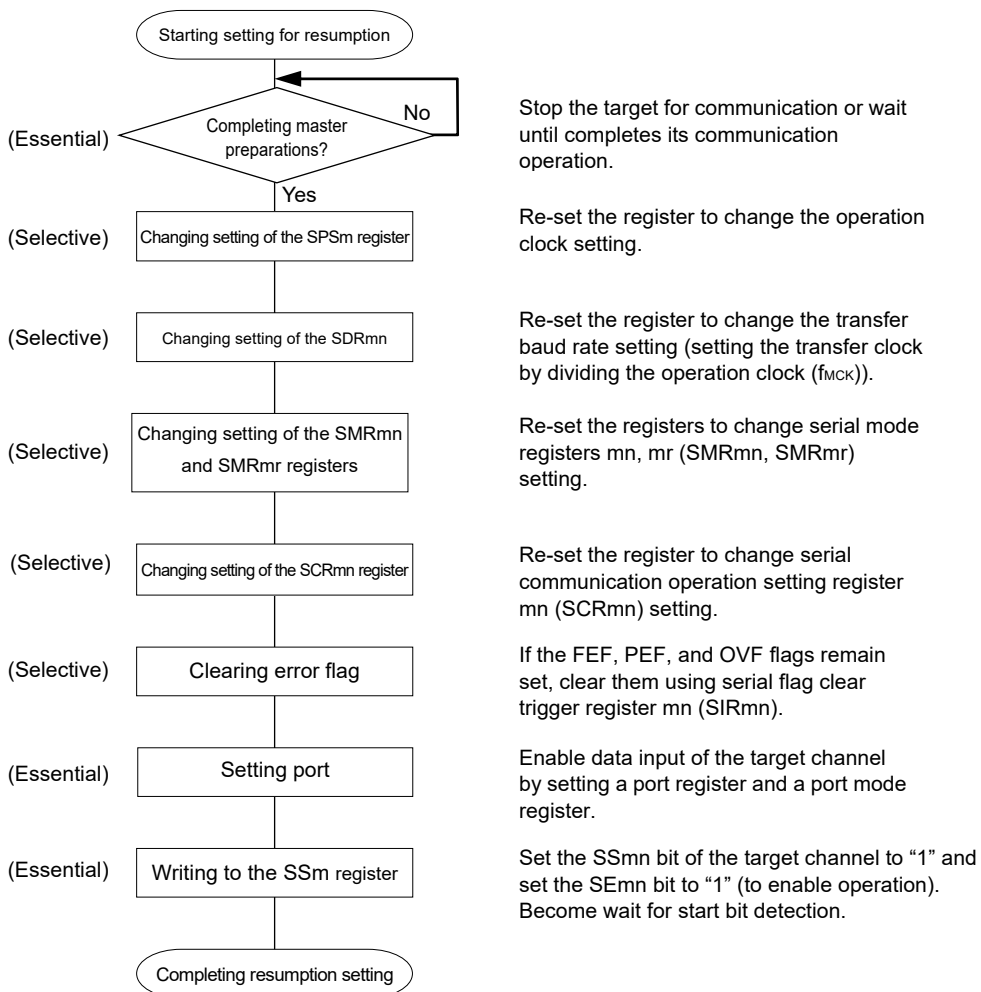 Starting setting for resumption
(Essential)
Completing master
preparations?
No
Yes
Stop the target for communication or wait
until completes its communication
operation.
(Selective)
Changing setting of the SPSm register
Re-set the register to change the operation
clock setting.
(Selective)
Changing setting of the SDRmn
Re-set the register to change the transfer
baud rate setting (setting the transfer clock
by dividing the operation clock (fMCK)).
(Selective)
Changing setting of the SMRmn
and SMRmr registers
Re-set the registers to change serial mode
registers mn, mr (SMRmn, SMRmr)
setting.
(Selective)
Changing setting of the SCRmn register
Re-set the register to change serial
communication operation setting register
mn (SCRmn) setting.
(Selective)
Clearing error flag
If the FEF, PEF, and OVF flags remain
set, clear them using serial flag clear
trigger register mn (SIRmn).
(Essential)
Setting port
Enable data input of the target channel
by setting a port register and a port mode
register.
(Essential)
Writing to the SSm register
Set the SSmn bit of the target channel to “1” and
set the SEmn bit to “1” (to enable operation).
Become wait for start bit detection.
Completing resumption setting